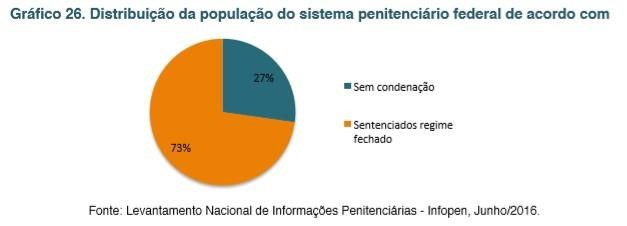 Gráfico 26. Distribuição da população do sistema penitenciário federal de acordo com
27%
73%
Sem condenação
Sentenciados regime
fechado
Fonte: Levantamento Nacional de Informações Penitenciárias - Infopen, Junho/2016.